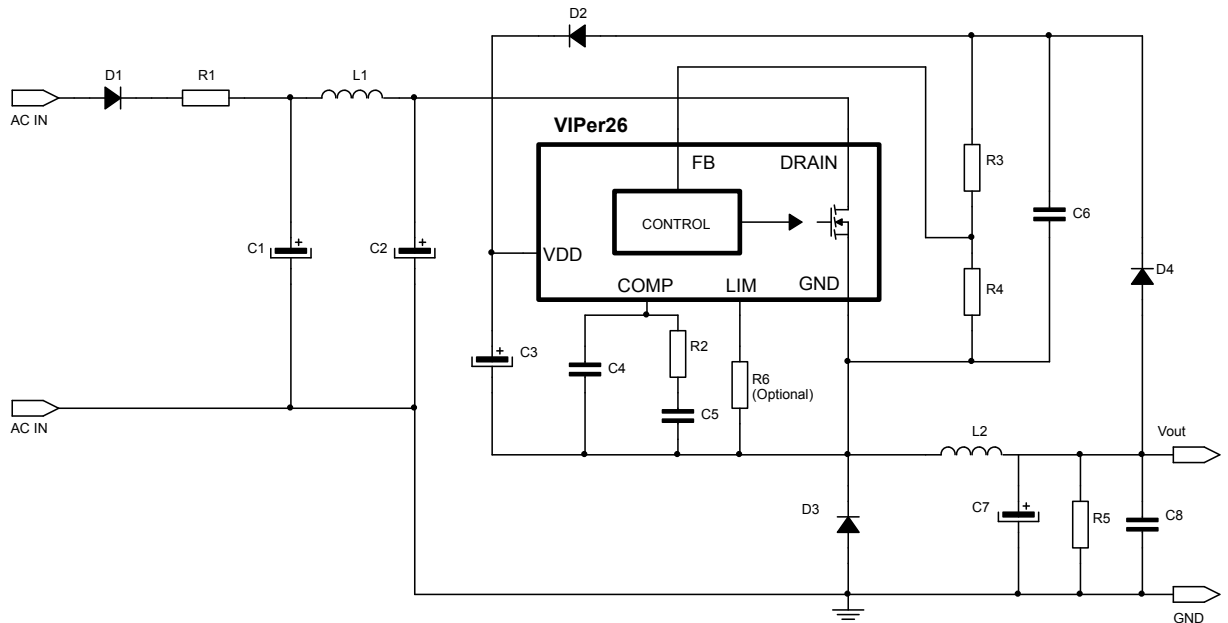 D2
D1
R1
L1
AC IN
VIPer26
FB
DRAIN
R3
CONTROL
C6
C1
+
C2
+
VDD
D4
COMP
LIM
GND
R4
+
C3
C4
R2
R6
(Optional)
C5
AC IN
L2
Vout
D3
C7
+
R5
C8
GND